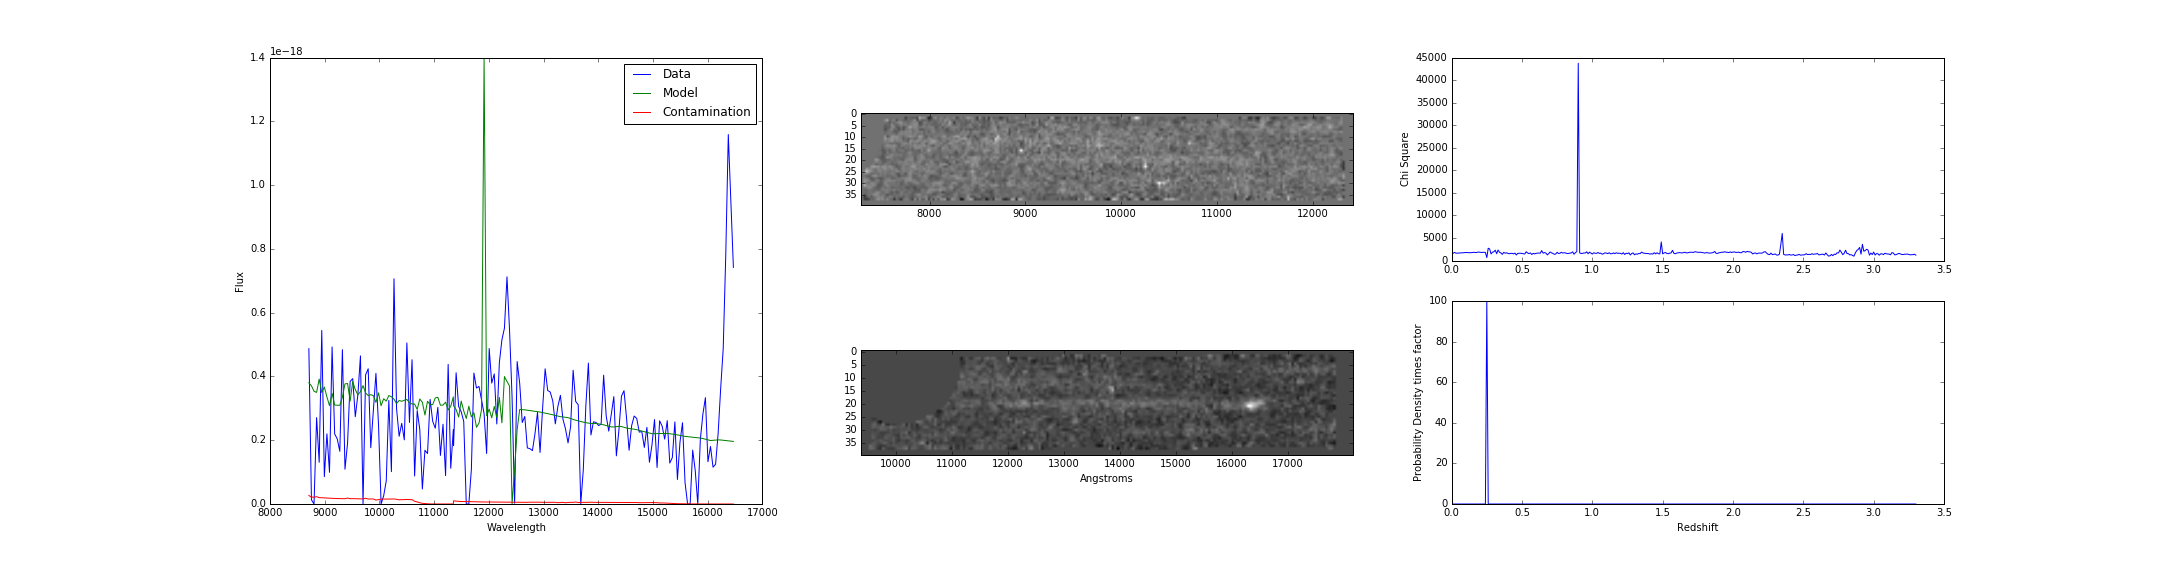 1e−18
1.4
1.2
1.0
0.8
0.6
0.4
0.2
0.0
Flux
8000 9000 10000 11000 12000 13000 14000 15000 16000 17000
Wavelength
Data
Model
Contamination
0
5
10
15
20
25
30
35
8000 9000 10000 11000 12000
0
5
10
15
20
25
30
35
10000 11000 12000 13000 14000 15000 16000 17000
Angstroms
45000
40000
35000
30000
25000
20000
15000
10000
5000
0
Chi Square
0.0 0.5 1.0 1.5 2.0 2.5 3.0 3.5
100
80
60
40
20
0
Probability Density times factor
0.0 0.5 1.0 1.5 2.0 2.5 3.0 3.5
Redshift